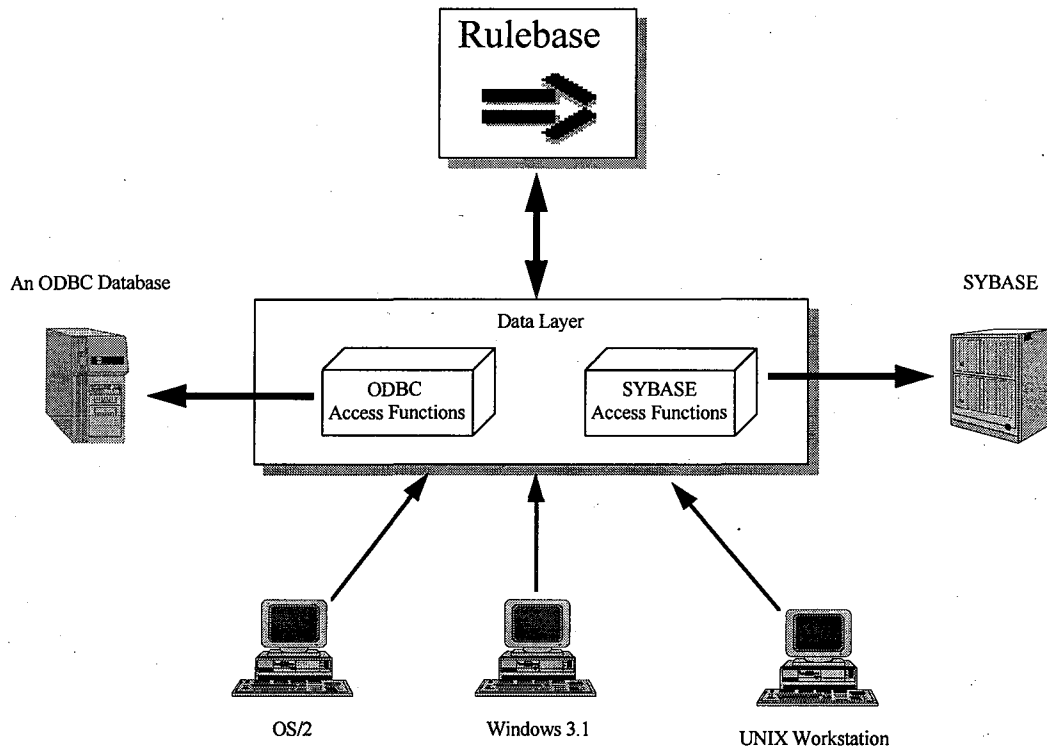 Rulebase
An ODBC Database
SYBASE
Data Layer
ODBC
Access Functions
SYBASE
Access Functions
OS/2
Windows 3.1
UNIX Workstation